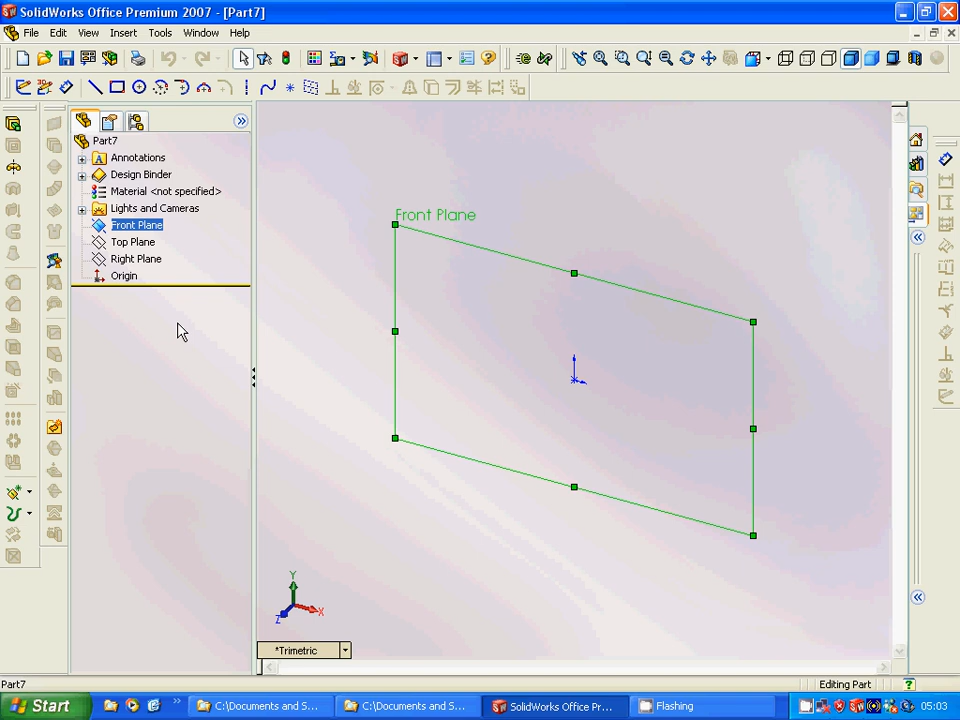 SolidWorks Office Premium 2007 - [Part7]
File Edit View Insert Tools Window Help
Part7
Annotations
Design Binder
Material <not specified>
Lights and Cameras
Front Plane
Top Plane
Right Plane
Origin
Front Plane
Y
X
Z
*Trimetric
Part7
Editing Part
Start
C:\Documents and S...
C:\Documents and S...
SolidWorks Office Pr...
Flashing
05:03